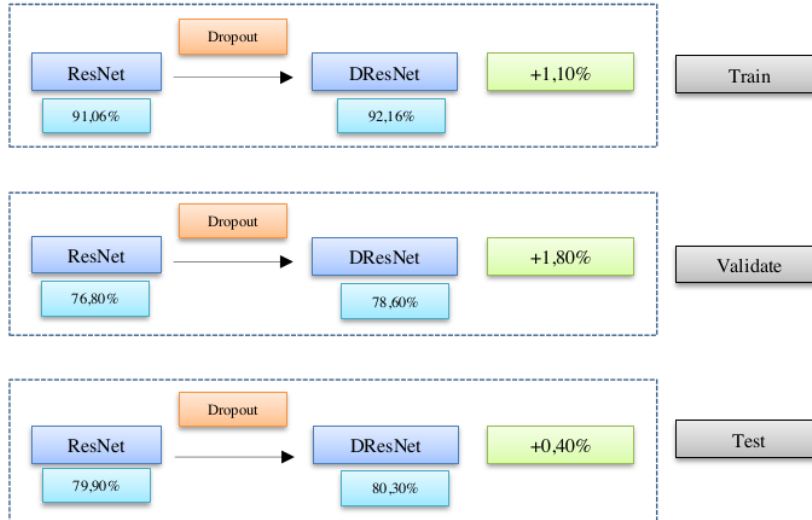 Dropout
ResNet
DResNet
+1,10%
Train
91,06%
92,16%
Dropout
ResNet
DResNet
+1,80%
Validate
76,80%
78,60%
Dropout
ResNet
DResNet
+0,40%
Test
79,90%
80,30%